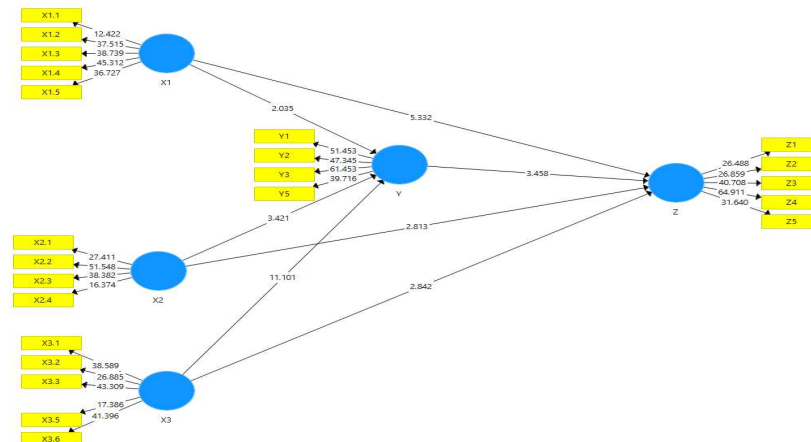 X1.1
X1.2
X1.3
X1.4
X1.5
12.422
37.515
38.739
45.312
36.727
X1
2.035
5.332
Y1
Y2
Y3
Y5
51.453
47.345
61.453
39.716
Y
3.458
Z1
Z2
Z3
Z4
Z5
26.488
26.859
40.708
64.911
31.640
Z
3.421
2.813
X2.1
X2.2
X2.3
X2.4
27.411
51.548
38.382
16.374
X2
11.101
2.842
X3.1
X3.2
X3.3
X3.5
X3.6
38.589
26.885
43.309
17.386
41.396
X3